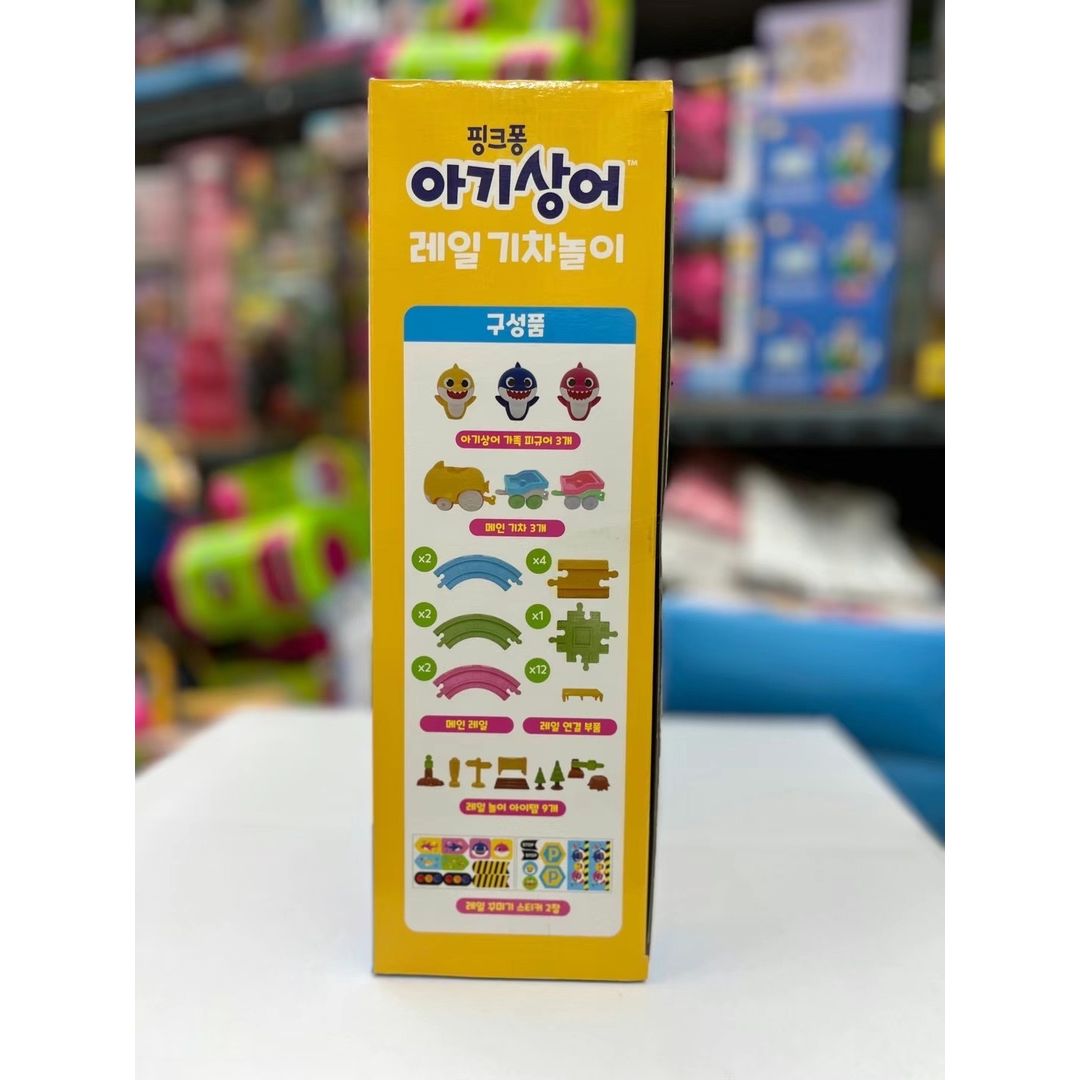 핑크퐁
아기상어™
레일 기차놀이
구성품
아기상어 가족 피규어 3개
메인 기차 3개
x2
x4
x2
x1
x2
x12
메인 레일
레일 연결 부품
레일 놀이 아이템 9개
P
P
레일 꾸미기 스티커 2장